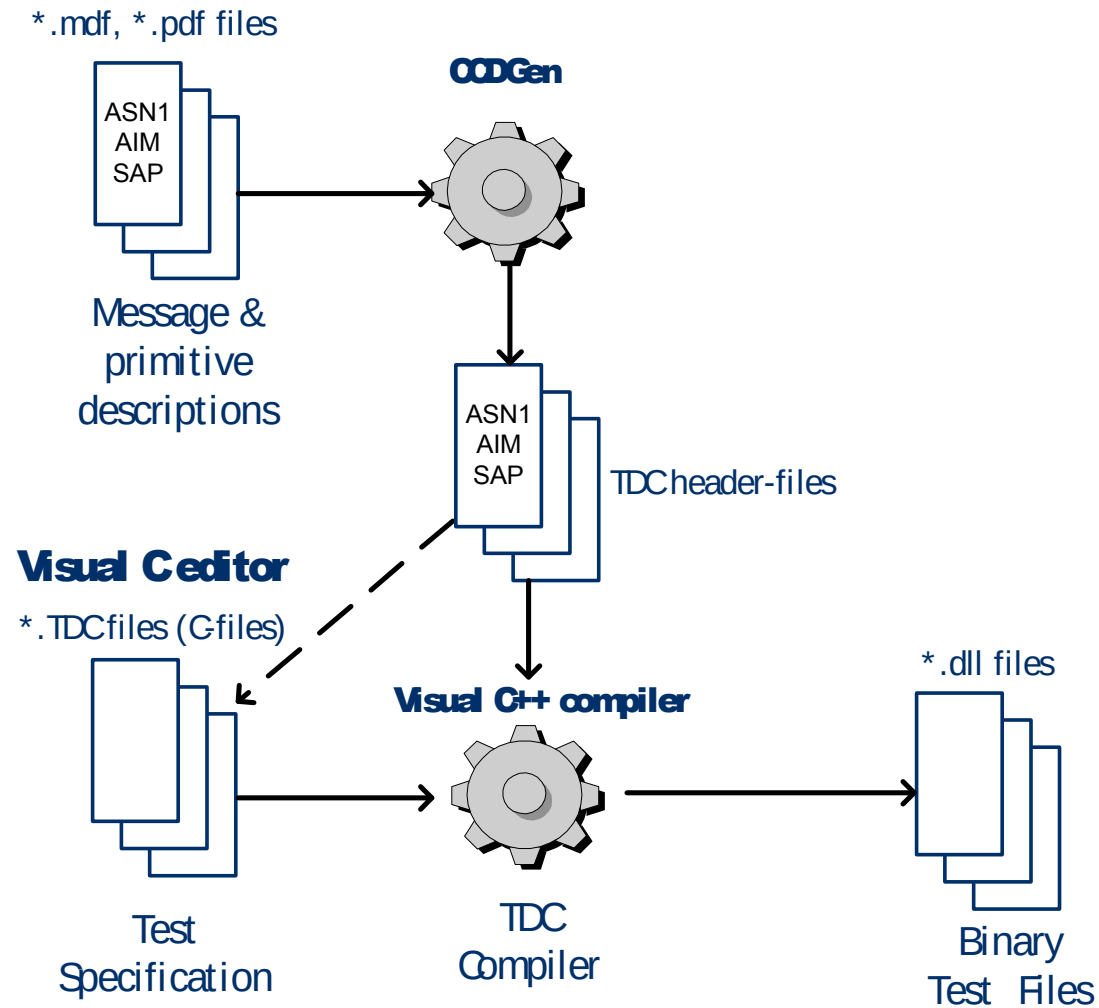 *.mdf, *.pdf files
CCDGen
ASN1
AIM
SAP
Message &
primitive
descriptions
ASN1
AIM
SAP
TDC header-files
Visual C editor
*.TDC files (C-files)
Visual C++ compiler
*.dll files
Test
Specification
TDC
Compiler
Binary
Test Files